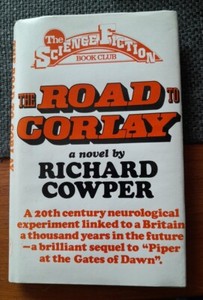 The
SCIENCE FICTION
BOOK CLUB
THE ROAD TO
CORLAY
a novel by
RICHARD
COWPER
A 20th century neurological
experiment linked to a Britain
a thousand years in the future
—a brilliant sequel to "Piper
at the Gates of Dawn".